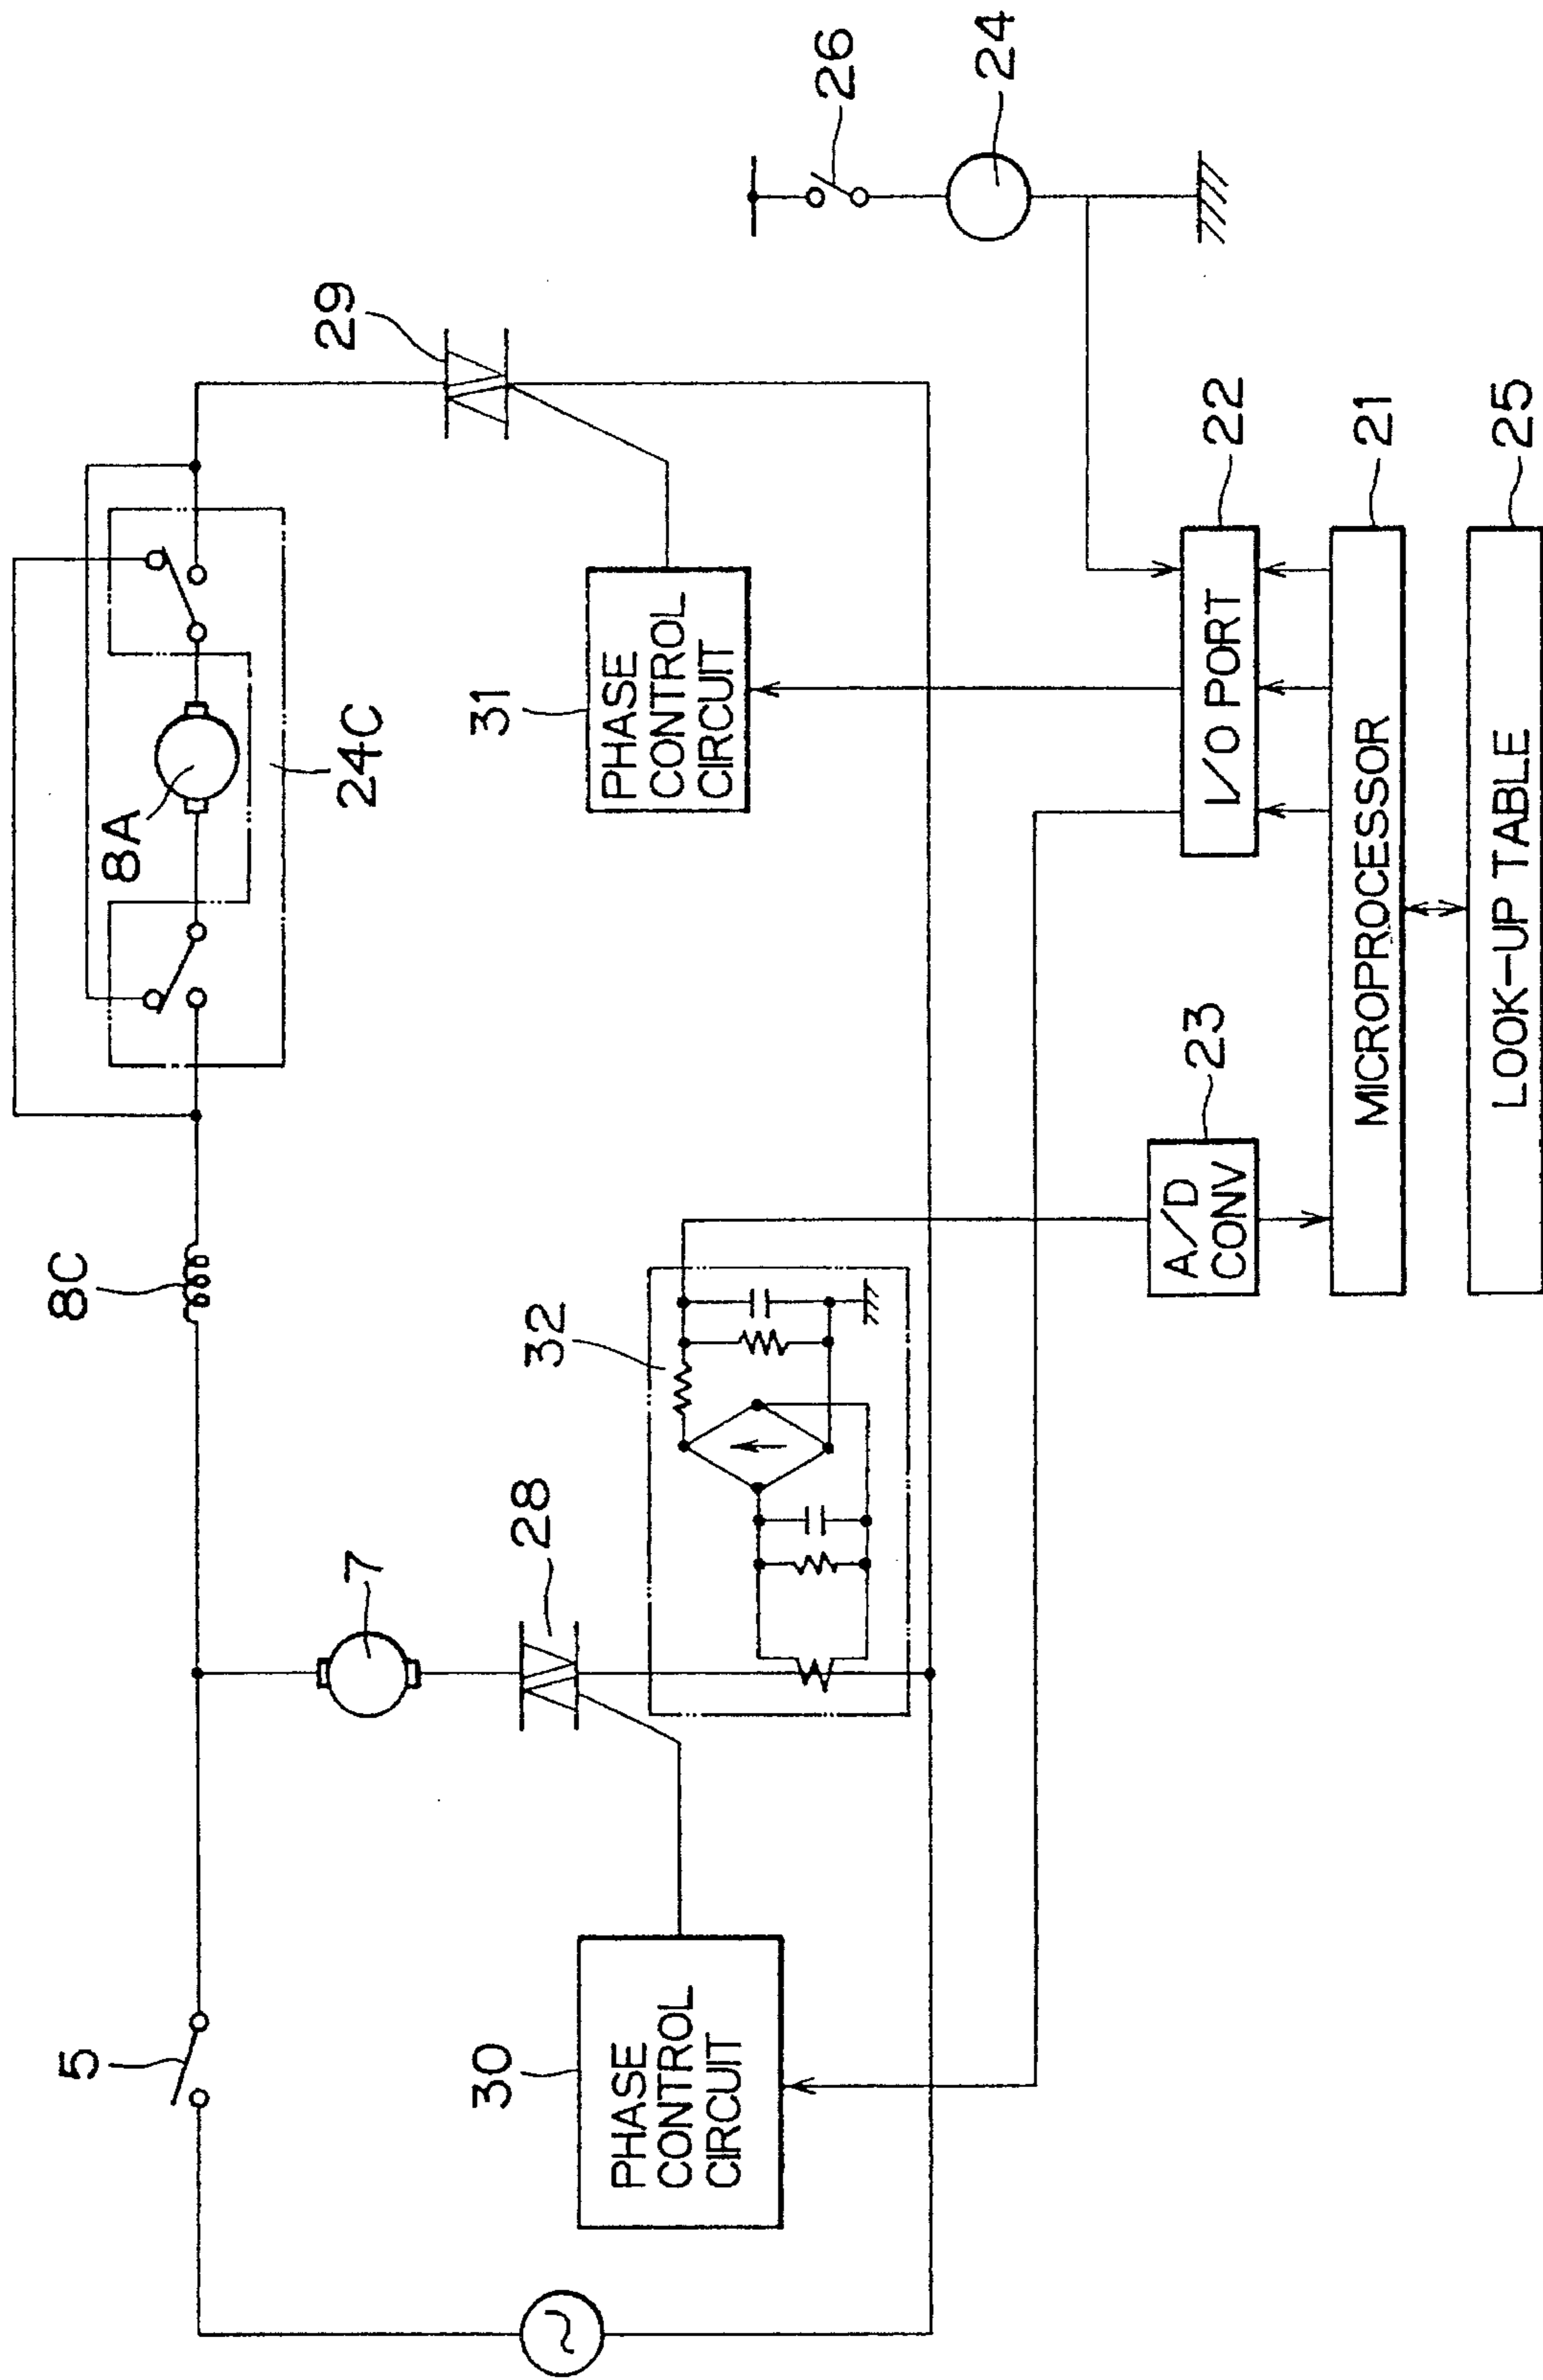 8A
24C
8C
29
5
7
28
32
31
PHASE
CONTROL
CIRCUIT
30
PHASE
CONTROL
CIRCUIT
26
24
A/D
CONV
23
I/O PORT
22
MICROPROCESSOR
21
LOOK-UP TABLE
25